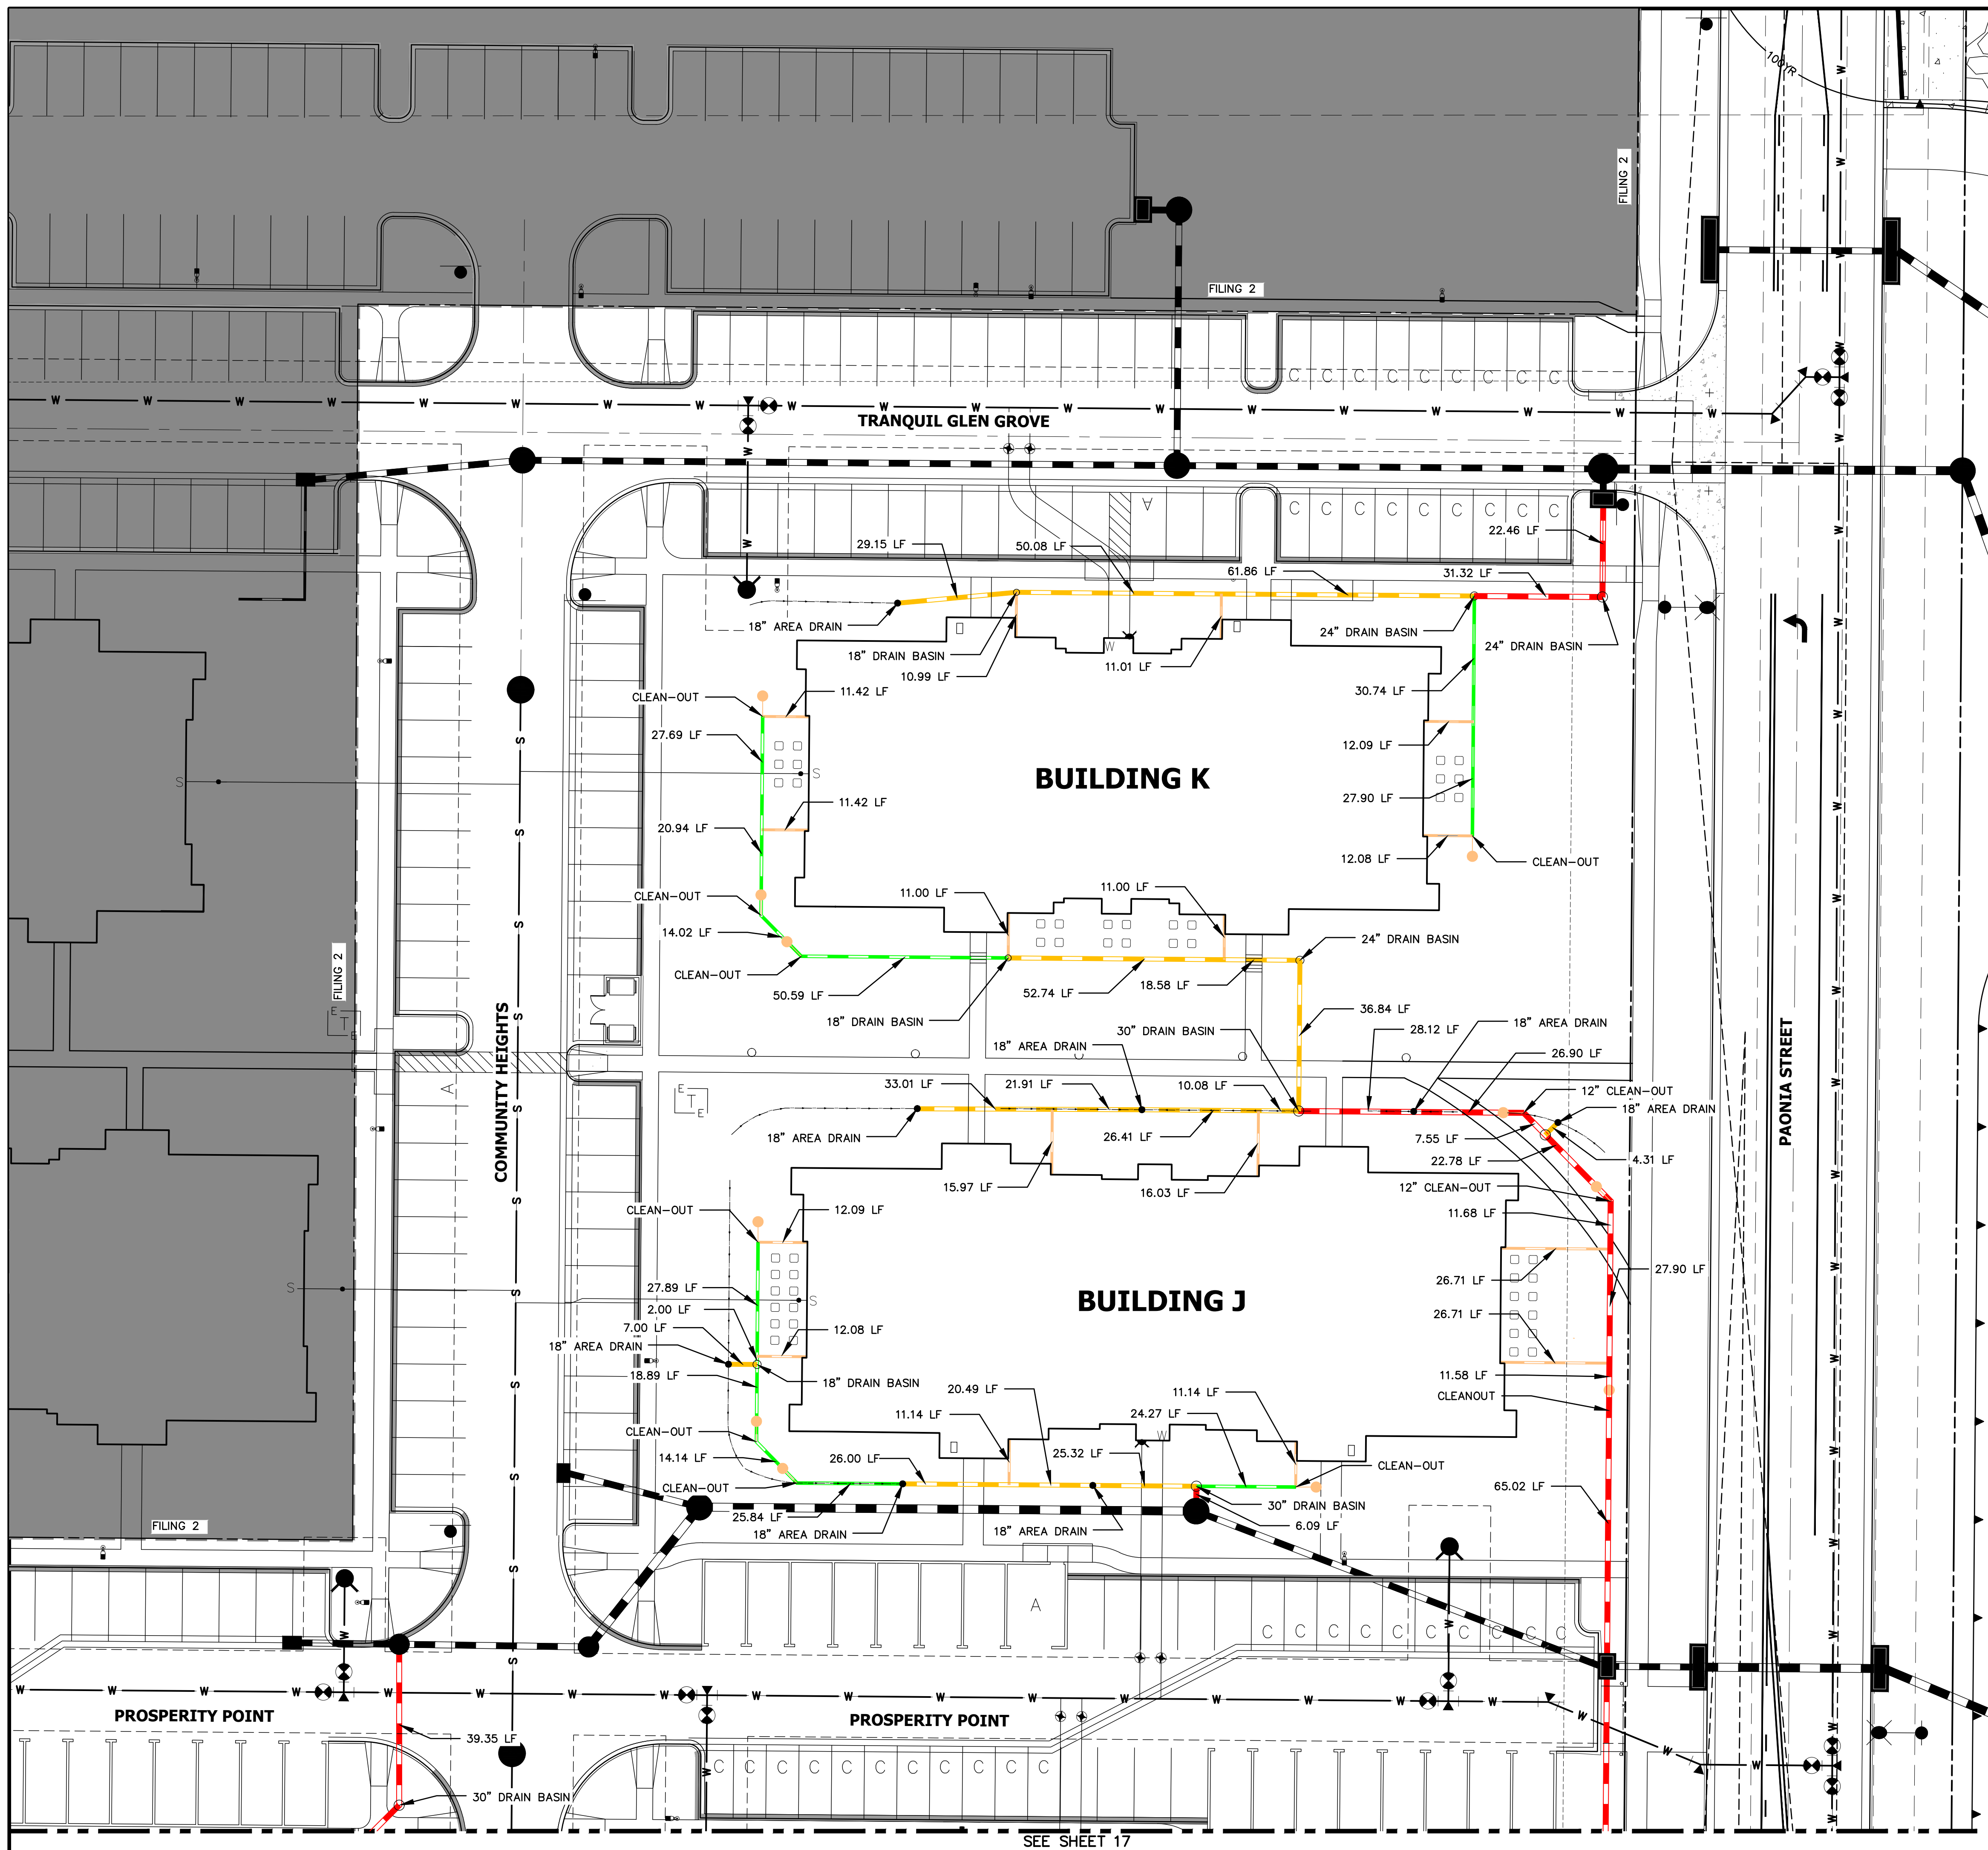 100YR
FILING 2
FILING 2
TRANQUIL GLEN GROVE
W W W W W W W W W W W W W W W W W W W
C C C C C C C C C
A
C C C C C C C C C
22.46 LF
29.15 LF
50.08 LF
61.86 LF
31.32 LF
18" AREA DRAIN
18" DRAIN BASIN
10.99 LF
W
11.01 LF
24" DRAIN BASIN
24" DRAIN BASIN
CLEAN-OUT
11.42 LF
30.74 LF
27.69 LF
12.09 LF
S
S
BUILDING K
11.42 LF
27.90 LF
20.94 LF
12.08 LF
CLEAN-OUT
CLEAN-OUT
11.00 LF
11.00 LF
14.02 LF
24" DRAIN BASIN
CLEAN-OUT
50.59 LF
52.74 LF
18.58 LF
FILING 2
18" DRAIN BASIN
36.84 LF
E
T
E
30" DRAIN BASIN
28.12 LF
18" AREA DRAIN
COMMUNITY HEIGHTS
PAONIA STREET
18" AREA DRAIN
26.90 LF
A
33.01 LF
21.91 LF
10.08 LF
12" CLEAN-OUT
E
T
E
18" AREA DRAIN
18" AREA DRAIN
26.41 LF
7.55 LF
22.78 LF
4.31 LF
15.97 LF
16.03 LF
12" CLEAN-OUT
CLEAN-OUT
12.09 LF
11.68 LF
27.90 LF
S
S
27.89 LF
26.71 LF
BUILDING J
2.00 LF
7.00 LF
12.08 LF
26.71 LF
18" AREA DRAIN
18.89 LF
18" DRAIN BASIN
11.58 LF
20.49 LF
11.14 LF
CLEANOUT
11.14 LF
24.27 LF
CLEAN-OUT
W
14.14 LF
26.00 LF
25.32 LF
CLEAN-OUT
CLEAN-OUT
65.02 LF
25.84 LF
30" DRAIN BASIN
FILING 2
18" AREA DRAIN
18" AREA DRAIN
6.09 LF
A
C C C C C C C C C C
W W W W W W W W W W W W W W W W W
PROSPERITY POINT
PROSPERITY POINT
39.35 LF
C C C C C C C C C C C
30" DRAIN BASIN
SEE SHEET 17